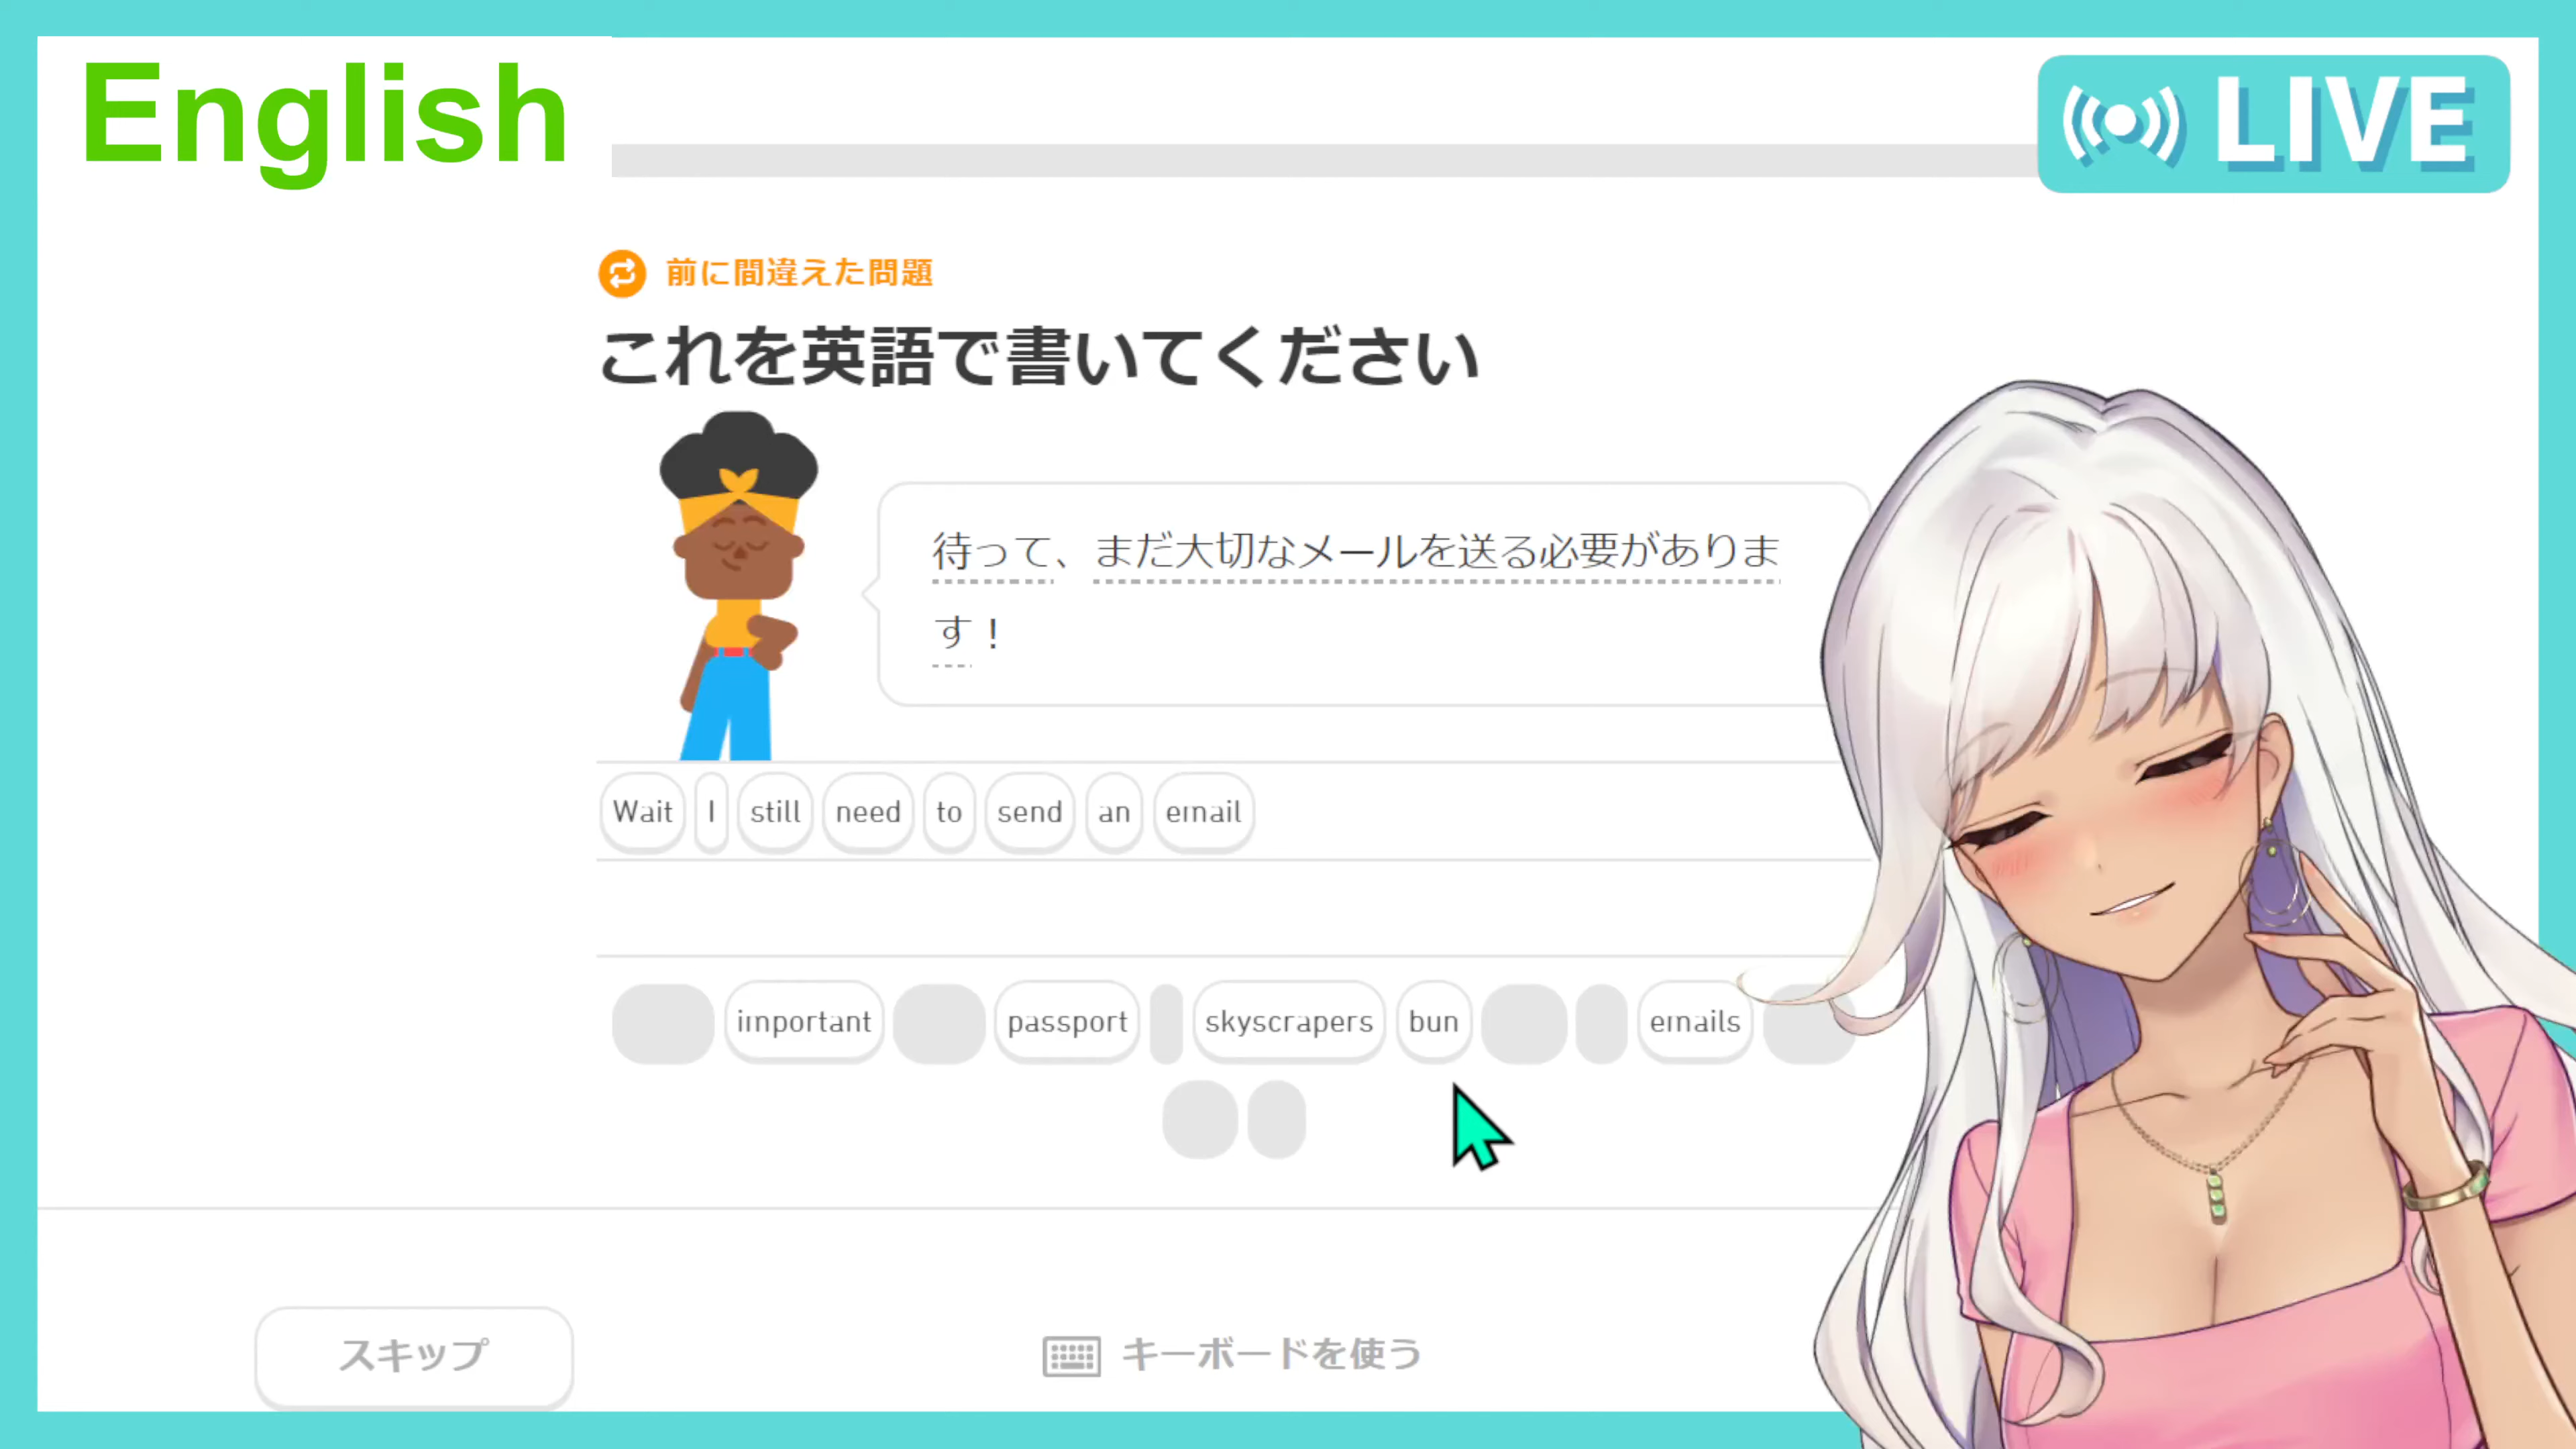 English
LIVE
前に間違えた問題
これを英語で書いてください
待って、まだ大切なメールを送る必要がありま
す！
Wait I still need to send an email
important passport skyscrapers bun emails
スキップ
キーボードを使う